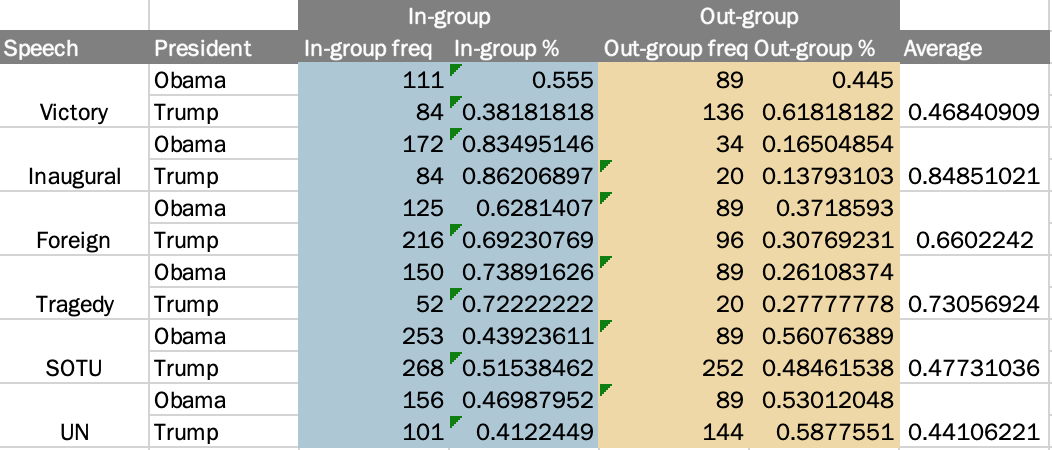 In-group Out-group
Speech President In-group freq In-group % Out-group freq Out-group % Average
Obama 111 0.555 89 0.445
Victory Trump 84 0.38181818 136 0.61818182 0.46840909
Obama 172 0.83495146 34 0.16504854
Inaugural Trump 84 0.86206897 20 0.13793103 0.84851021
Obama 125 0.6281407 89 0.3718593
Foreign Trump 216 0.69230769 96 0.30769231 0.6602242
Obama 150 0.73891626 89 0.26108374
Tragedy Trump 52 0.72222222 20 0.27777778 0.73056924
Obama 253 0.43923611 89 0.56076389
SOTU Trump 268 0.51538462 252 0.48461538 0.47731036
Obama 156 0.46987952 89 0.53012048
UN Trump 101 0.4122449 144 0.5877551 0.44106221